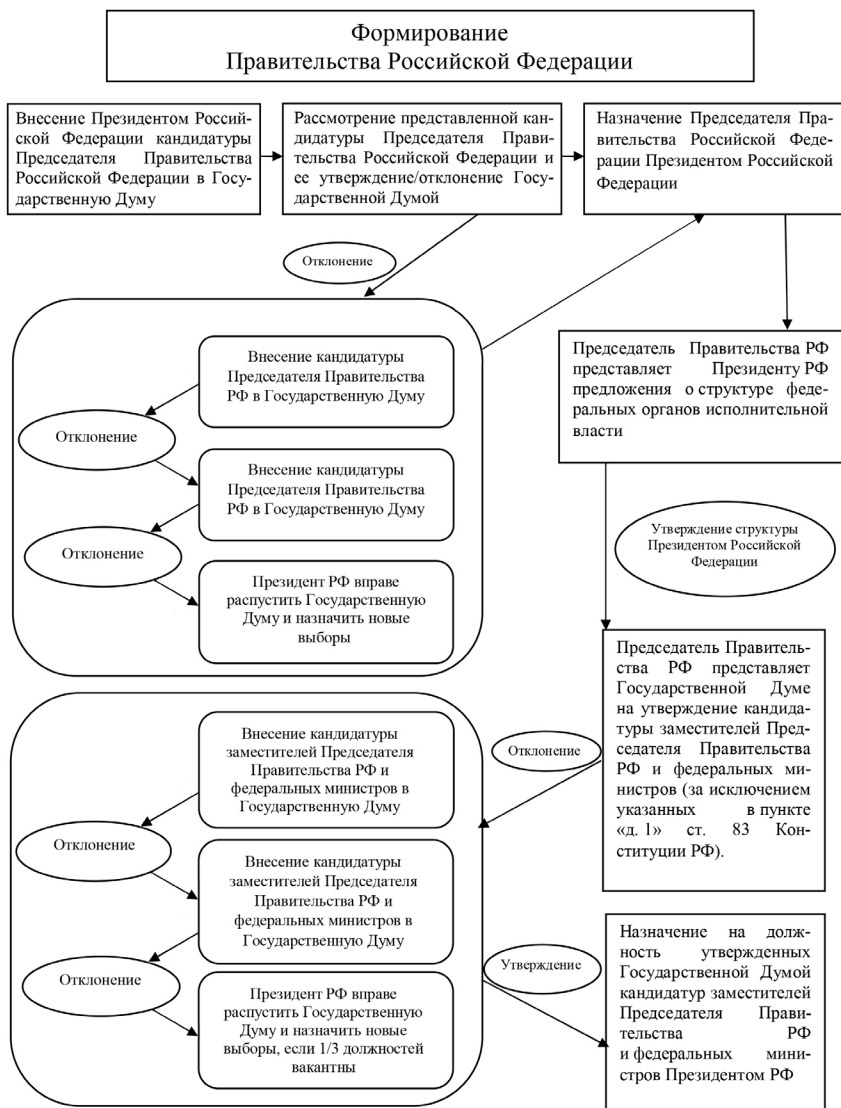 Формирование
Правительства Российской Федерации
Внесение Президентом Россий-
ской Федерации кандидатуры
Председателя Правительства
Российской Федерации в Госу-
дарственную Думу
Рассмотрение представленной кан-
дидатуры Председателя Прави-
тельства Российской Федерации и
ее утверждение/отклонение Госу-
дарственной Думой
Назначение Председателя Пра-
вительства Российской Феде-
рации Президентом Российской
Федерации
Отклонение
Внесение кандидатуры
Председателя Правительства
РФ в Государственную Думу
Отклонение
Внесение кандидатуры
Председателя Правительства
РФ в Государственную Думу
Отклонение
Президент РФ вправе
распустить Государственную
Думу и назначить новые
выборы
Председатель Правительства РФ
представляет Президенту РФ
предложения о структуре феде-
ральных органов исполнительной
власти
Утверждение структуры
Президентом Российской
Федерации
Председатель Правитель-
ства РФ представляет
Государственной Думе
на утверждение кандида-
туры заместителей Пред-
седателя Правительства
РФ и федеральных ми-
нистров (за исключением
указанных в пункте
«д. 1» ст. 83 Кон-
ституции РФ).
Отклонение
Внесение кандидатуры
заместителей Председателя
Правительства РФ и
федеральных министров в
Государственную Думу
Отклонение
Внесение кандидатуры
заместителей Председателя
Правительства РФ и
федеральных министров в
Государственную Думу
Отклонение
Президент РФ вправе
распустить Государственную
Думу и назначить новые
выборы, если 1/3 должностей
вакантны
Утверждение
Назначение на долж-
ность утвержденных
Государственной Думой
кандидатур заместителей
Председателя Прави-
тельства РФ
и федеральных мини-
стров Президентом РФ